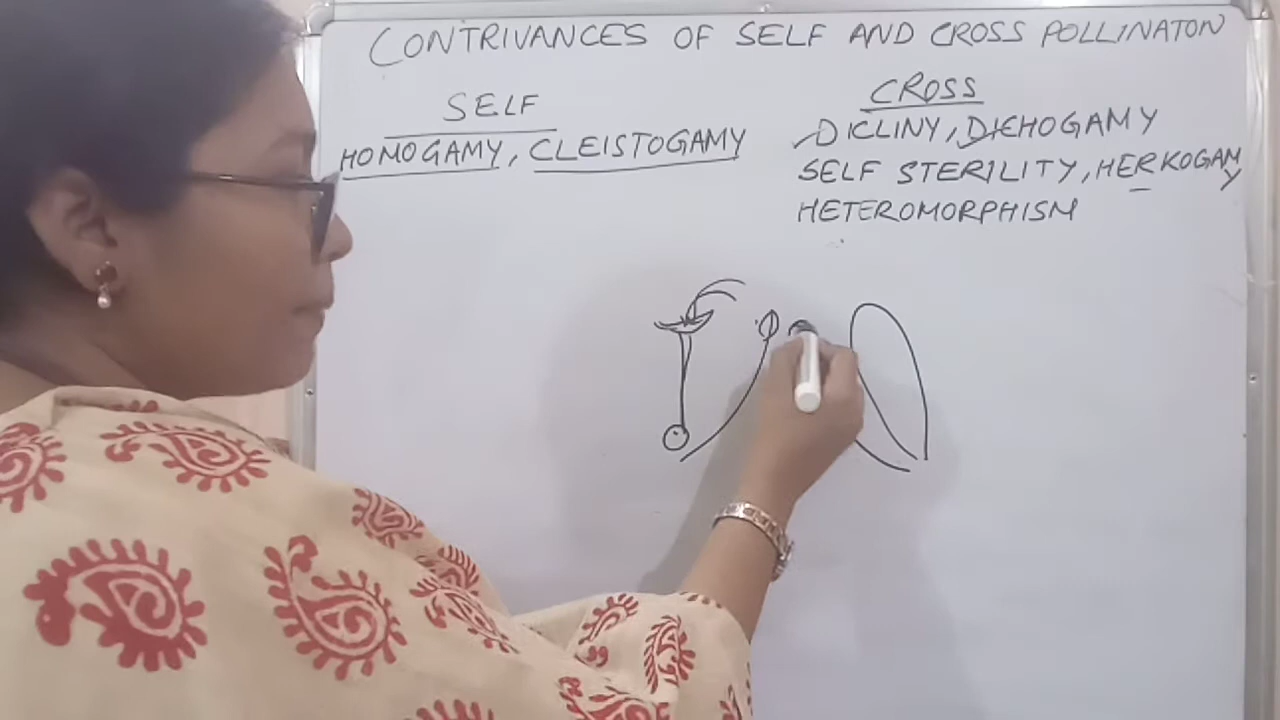 CONTRIVANCES OF SELF AND CROSS POLLINATON
SELF
HOMOGAMY, CLEISTOGAMY
CROSS
DICLINY, DICHOGAMY
SELF STERILITY, HERKOGAMY
HETEROMORPHISM